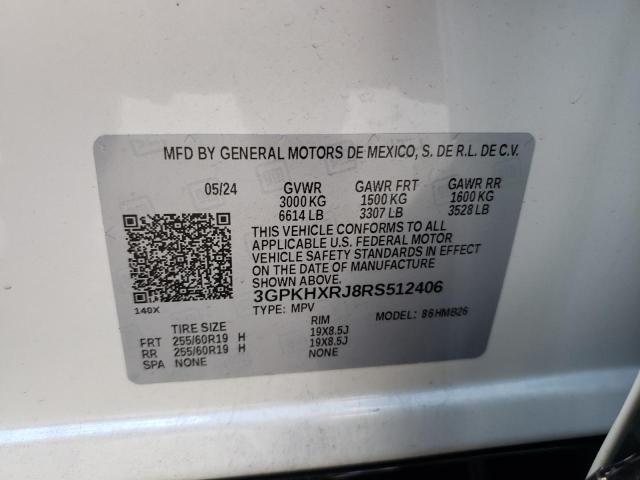 MFD BY GENERAL MOTORS DE MEXICO, S. DE R.L. DE C.V.
05/24 GVWR GAWR FRT GAWR RR
3000 KG 1500 KG 1600 KG
6614 LB 3307 LB 3528 LB
THIS VEHICLE CONFORMS TO ALL
APPLICABLE U.S. FEDERAL MOTOR
VEHICLE SAFETY STANDARDS IN EFFECT
ON THE DATE OF MANUFACTURE SHOWN ABOVE.
3GPKHXRJ8RS512406
TYPE: MPV MODEL: 86HMB26
140X
TIRE SIZE RIM
FRT 255/60R19 H 19X8.5J
RR 255/60R19 H 19X8.5J
SPA NONE NONE